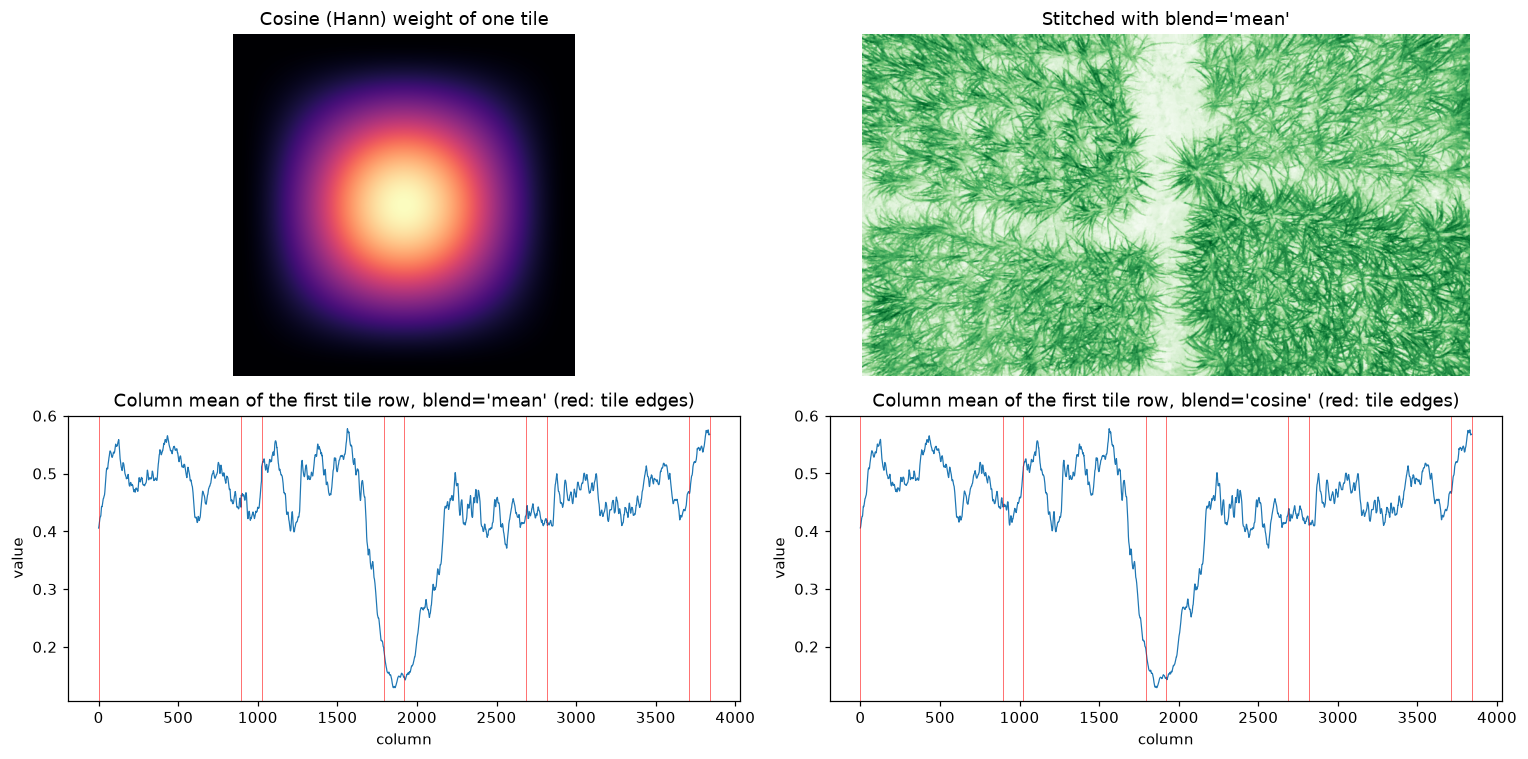 Cosine (Hann) weight of one tile
Stitched with blend='mean'
Column mean of the first tile row, blend='mean' (red: tile edges)
0.6
0.5
0.4
0.3
0.2
value
0 500 1000 1500 2000 2500 3000 3500 4000
column
Column mean of the first tile row, blend='cosine' (red: tile edges)
0.6
0.5
0.4
0.3
0.2
value
0 500 1000 1500 2000 2500 3000 3500 4000
column